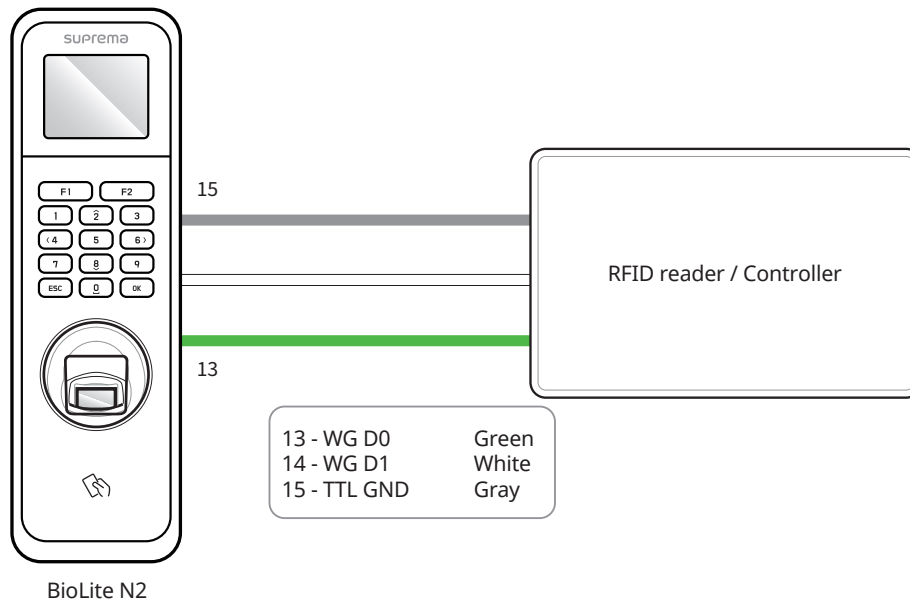 suprema
F1 F2
1 2 3
4 5 6
7 8 9
ESC 0 OK
15
13
RFID reader / Controller
13 - WG D0 Green
14 - WG D1 White
15 - TTL GND Gray
BioLite N2